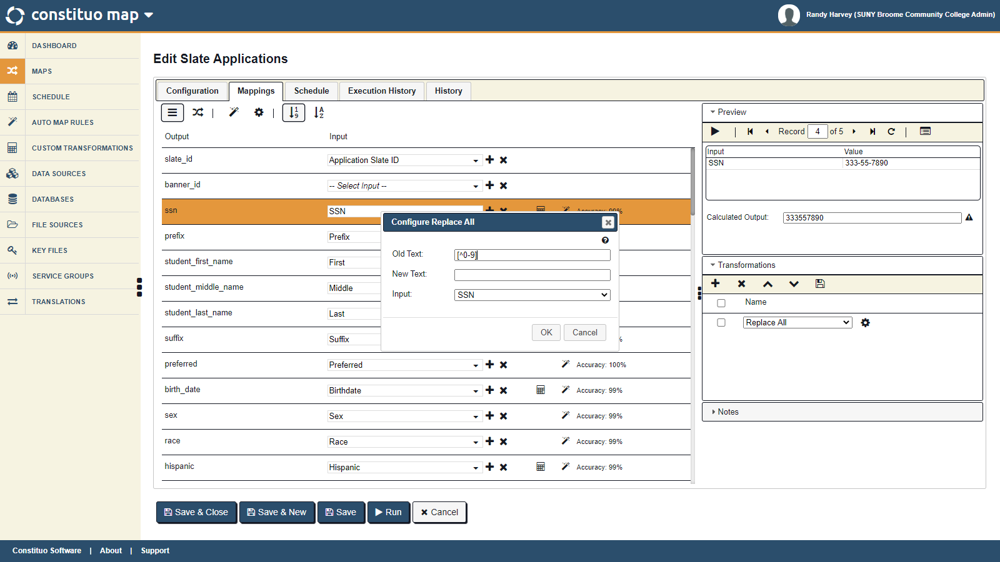 constituo map
Randy Harvey (SUNY Broome Community College Admin)
DASHBOARD
MAPS
SCHEDULE
AUTO MAP RULES
CUSTOM TRANSFORMATIONS
DATA SOURCES
DATABASES
FILE SOURCES
KEY FILES
SERVICE GROUPS
TRANSLATIONS
Edit Slate Applications
Configuration Mappings Schedule Execution History History
Output Input
slate_id Application Slate ID
banner_id -- Select Input --
ssn SSN Accuracy: 99%
prefix Prefix
student_first_name First
student_middle_name Middle
student_last_name Last
suffix Suffix %
preferred Preferred Accuracy: 100%
birth_date Birthdate Accuracy: 99%
sex Sex Accuracy: 99%
race Race Accuracy: 99%
hispanic Hispanic Accuracy: 99%
Configure Replace All
Old Text: [^0-9]
New Text:
Input: SSN
OK Cancel
Preview
Record 4 of 5
Input Value
SSN 333-55-7890
Calculated Output: 333557890
Transformations
Name
Replace All
Notes
Save & Close Save & New Save Run Cancel
Constituo Software | About | Support